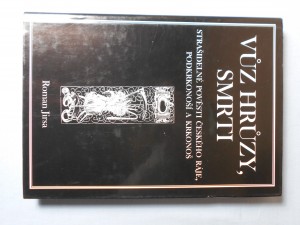 VŮZ HRŮZY,
SMRTI
STRAŠIDELNÉ POVĚSTI ČESKÉHO RÁJE,
PODKRKONOŠÍ A KRKONOŠ
Roman Jirsa